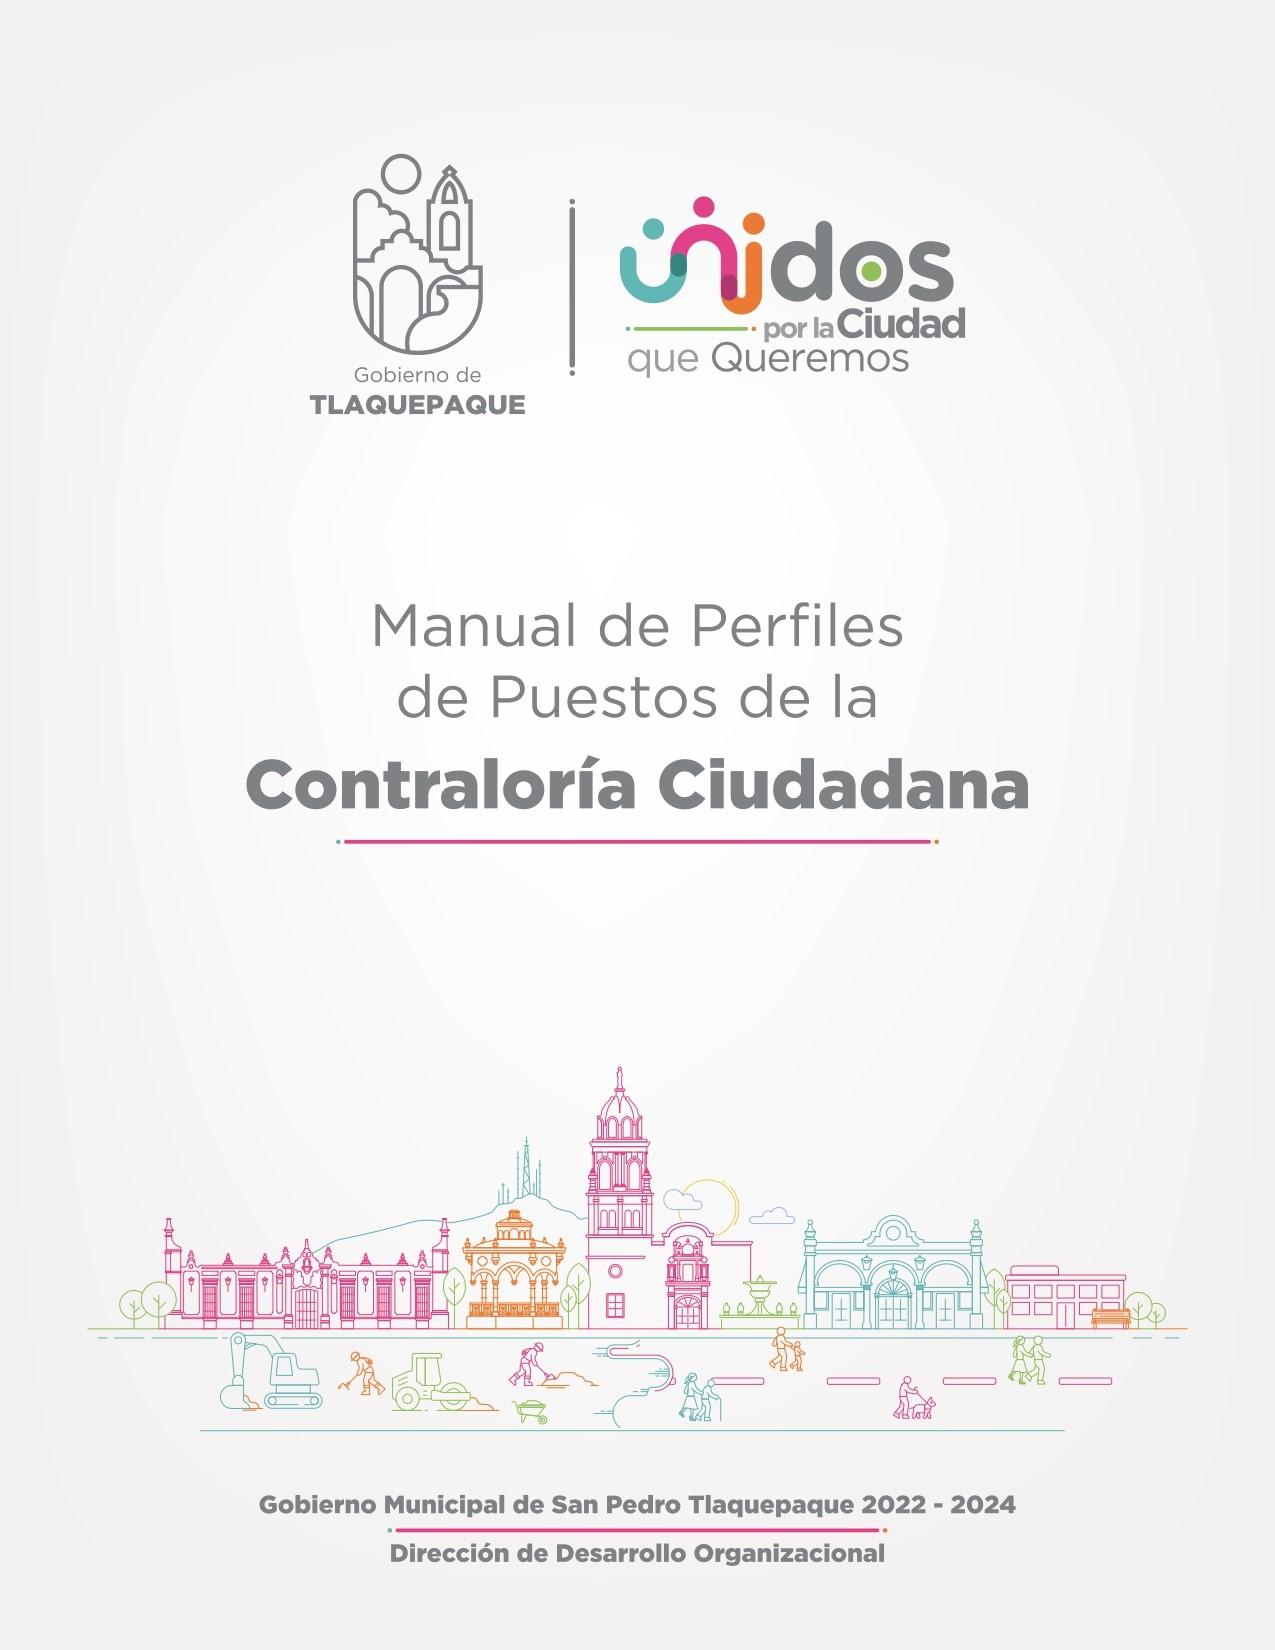 Gobierno de
TLAQUEPAQUE
unidos
por la Ciudad
que Queremos
Manual de Perfiles
de Puestos de la
Contraloría Ciudadana
Gobierno Municipal de San Pedro Tlaquepaque 2022 - 2024
Dirección de Desarrollo Organizacional